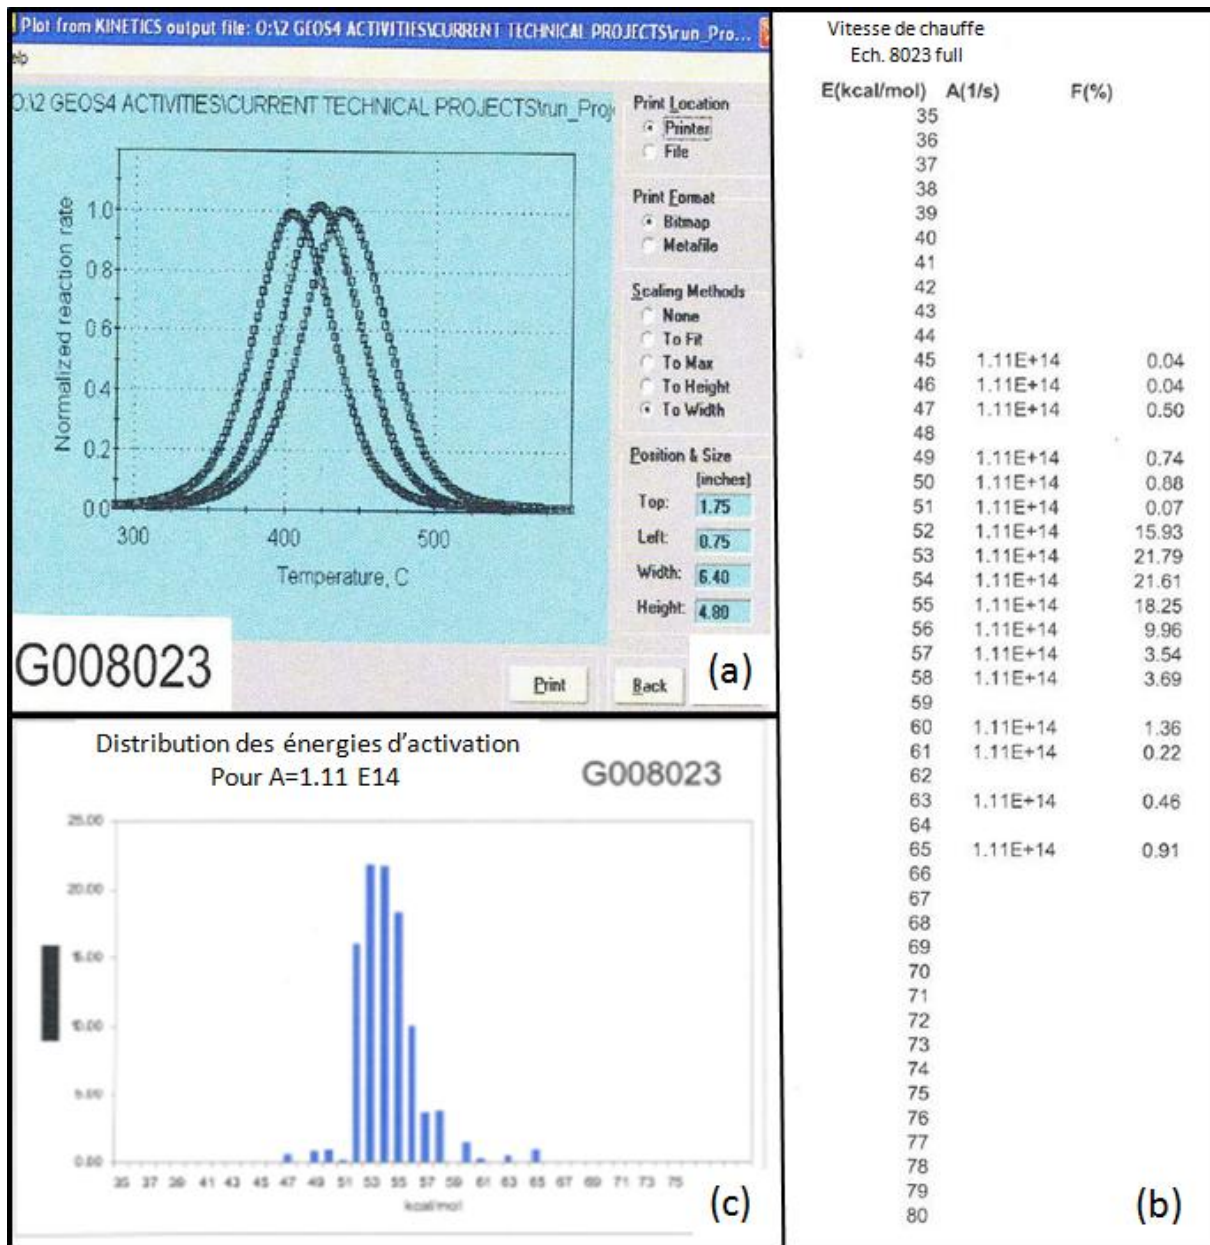 Plot from KINETICS output file: O:\2 GEOS4 ACTIVITIES\CURRENT TECHNICAL PROJECTS\run_Pro...
elp
O:\2 GEOS4 ACTIVITIES\CURRENT TECHNICAL PROJECTS\run_Proj
Normalized reaction rate
1.0
0.8
0.6
0.4
0.2
0.0
300 400 500
Temperature, C
Print Location
Printer
File
Print Format
Bitmap
Metafile
Scaling Methods
None
To Fit
To Max
To Height
To Width
Position & Size
(inches)
Top: 1.75
Left: 0.75
Width: 6.40
Height: 4.80
G008023
Print Back
(a)
Distribution des énergies d'activation
Pour A=1.11 E14
G008023
25.00
20.00
15.00
10.00
5.00
0.00
35 37 39 41 43 45 47 49 51 53 55 57 59 61 63 65 67 69 71 73 75
kcal/mol
(c)
Vitesse de chauffe
Ech. 8023 full
E(kcal/mol) A(1/s) F(%)
35
36
37
38
39
40
41
42
43
44
45 1.11E+14 0.04
46 1.11E+14 0.04
47 1.11E+14 0.50
48
49 1.11E+14 0.74
50 1.11E+14 0.88
51 1.11E+14 0.07
52 1.11E+14 15.93
53 1.11E+14 21.79
54 1.11E+14 21.61
55 1.11E+14 18.25
56 1.11E+14 9.96
57 1.11E+14 3.54
58 1.11E+14 3.69
59
60 1.11E+14 1.36
61 1.11E+14 0.22
62
63 1.11E+14 0.46
64
65 1.11E+14 0.91
66
67
68
69
70
71
72
73
74
75
76
77
78
79
80
(b)